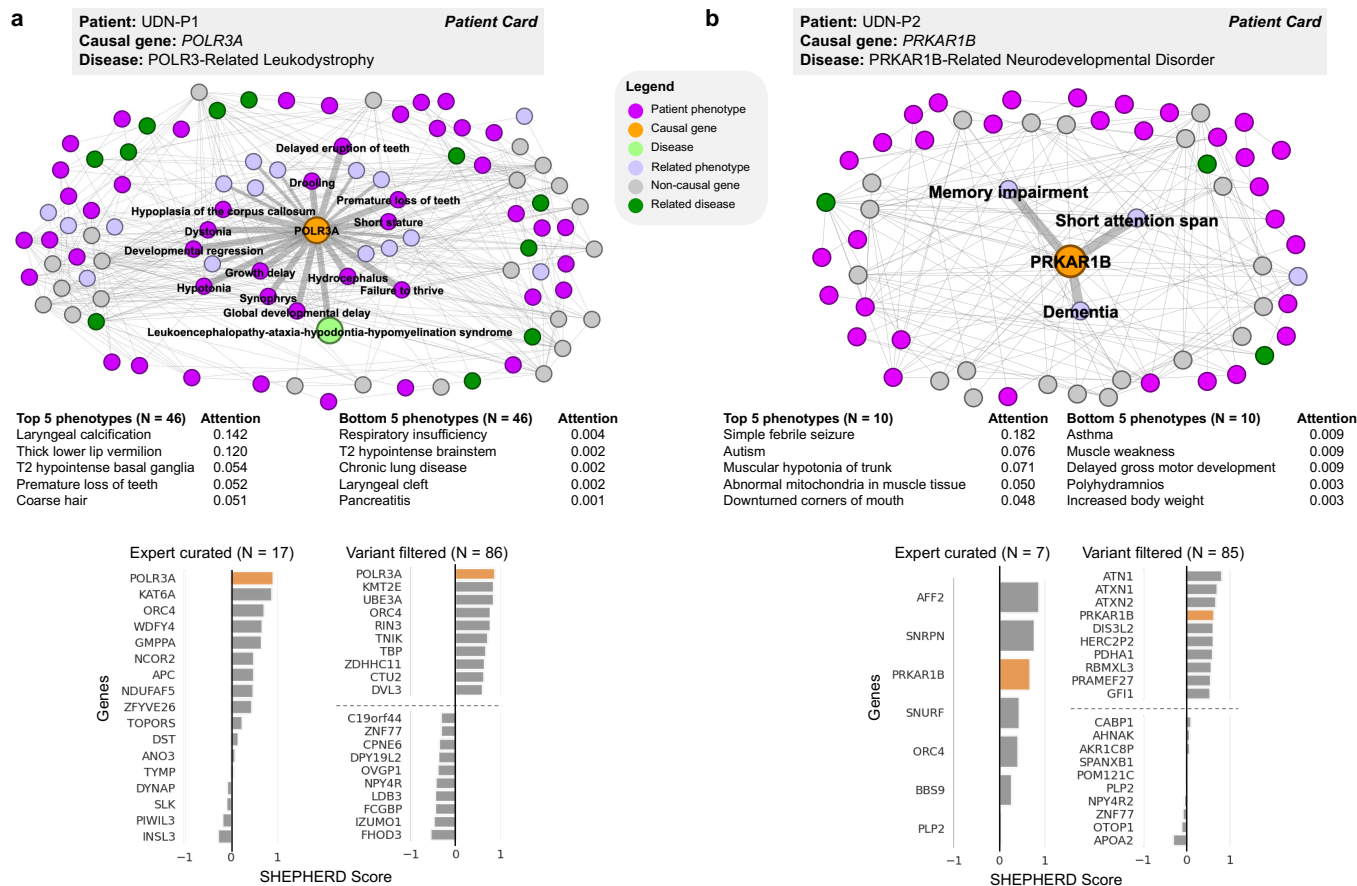 a
Patient: UDN-P1
Patient Card
Causal gene: POLR3A
Disease: POLR3-Related Leukodystrophy
Delayed eruption of teeth
Drooling
Premature loss of teeth
Hypoplasia of the corpus callosum
Short stature
Dystonia
POLR3A
Developmental regression
Growth delay
Hydrocephalus
Hypotonia
Failure to thrive
Synophrys
Global developmental delay
Leukoencephalopathy-ataxia-hypodontia-hypomyelination syndrome
Legend
Patient phenotype
Causal gene
Disease
Related phenotype
Non-causal gene
Related disease
Top 5 phenotypes (N = 46) Attention
Laryngeal calcification 0.142
Thick lower lip vermilion 0.120
T2 hypointense basal ganglia 0.054
Premature loss of teeth 0.052
Coarse hair 0.051
Bottom 5 phenotypes (N = 46) Attention
Respiratory insufficiency 0.004
T2 hypointense brainstem 0.002
Chronic lung disease 0.002
Laryngeal cleft 0.002
Pancreatitis 0.001
Expert curated (N = 17)
Genes
POLR3A
KAT6A
ORC4
WDFY4
GMPPA
NCOR2
APC
NDUFAF5
ZFYVE26
TOPORS
DST
ANO3
TYMP
DYNAP
SLK
PIWIL3
INSL3
−1 0 1
Variant filtered (N = 86)
POLR3A
KMT2E
UBE3A
ORC4
RIN3
TNIK
TBP
ZDHHC11
CTU2
DVL3
C19orf44
ZNF77
CPNE6
DPY19L2
OVGP1
NPY4R
LDB3
FCGBP
IZUMO1
FHOD3
−1 0 1
SHEPHERD Score
b
Patient: UDN-P2
Patient Card
Causal gene: PRKAR1B
Disease: PRKAR1B-Related Neurodevelopmental Disorder
Memory impairment
Short attention span
PRKAR1B
Dementia
Top 5 phenotypes (N = 10) Attention
Simple febrile seizure 0.182
Autism 0.076
Muscular hypotonia of trunk 0.071
Abnormal mitochondria in muscle tissue 0.050
Downturned corners of mouth 0.048
Bottom 5 phenotypes (N = 10) Attention
Asthma 0.009
Muscle weakness 0.009
Delayed gross motor development 0.009
Polyhydramnios 0.003
Increased body weight 0.003
Expert curated (N = 7)
Genes
AFF2
SNRPN
PRKAR1B
SNURF
ORC4
BBS9
PLP2
−1 0 1
Variant filtered (N = 85)
ATN1
ATXN1
ATXN2
PRKAR1B
DIS3L2
HERC2P2
PDHA1
RBMXL3
PRAMEF27
GFI1
CABP1
AHNAK
AKR1C8P
SPANXB1
POM121C
PLP2
NPY4R2
ZNF77
OTOP1
APOA2
−1 0 1
SHEPHERD Score